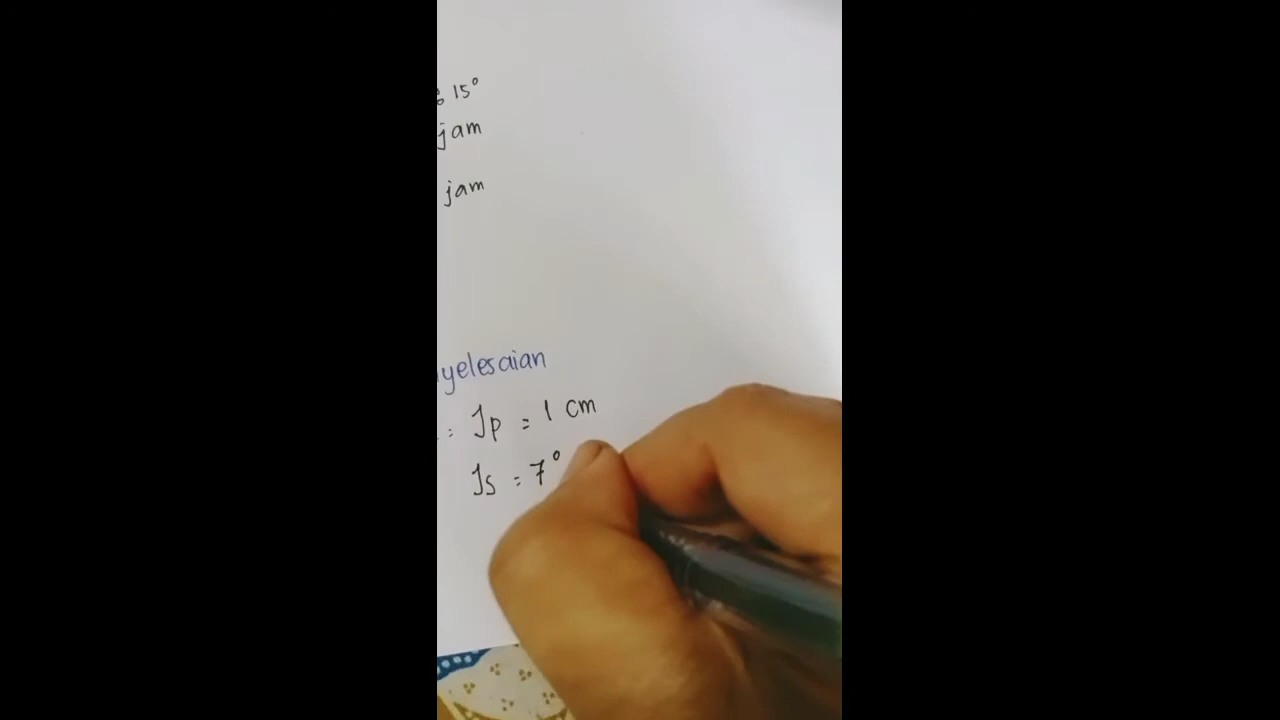 15°
jam
jam
yelesaian
= Jp = 1 cm
Js = 7°